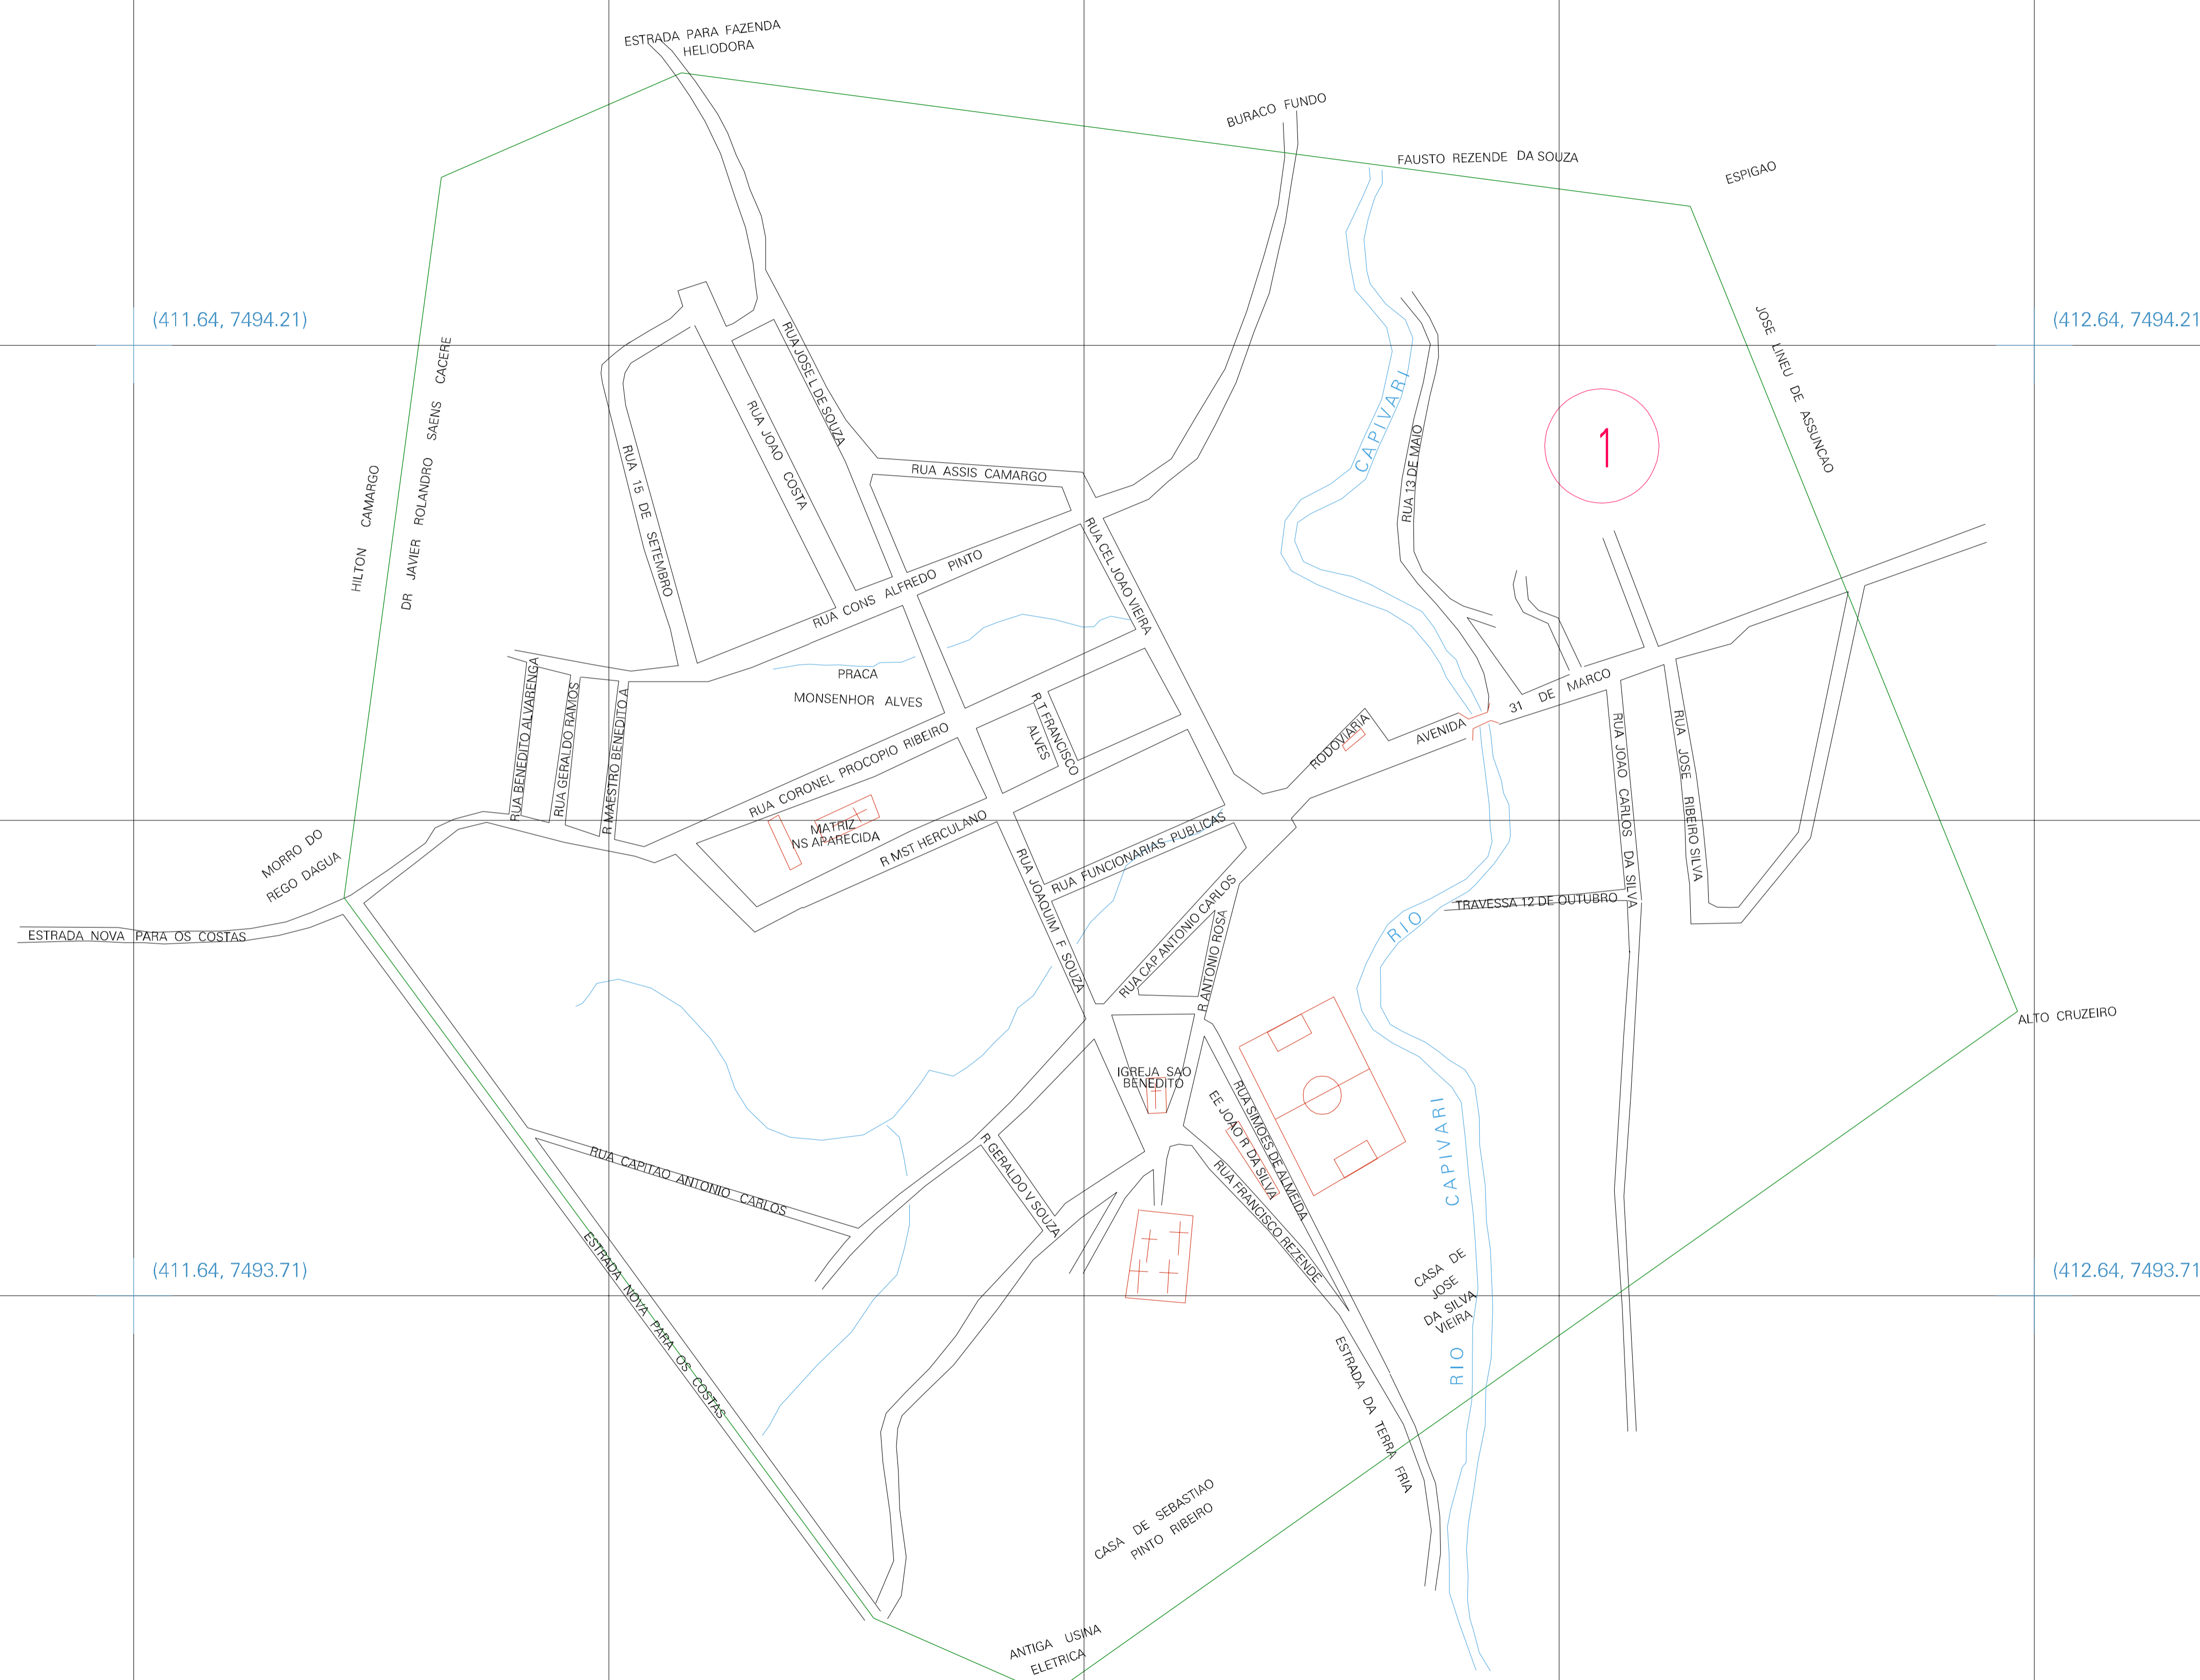 ESTRADA PARA FAZENDA
HELIODORA
BURACO FUNDO
FAUSTO REZENDE DA SOUZA
ESPIGAO
(411.64, 7494.21)
(412.64, 7494.21
JOSE LINEU DE ASSUNCAO
HILTON CAMARGO
DR JAVIER ROLANDRO SAENS CACERE
RUA JOSE L DE SOUZA
RUA JOAO COSTA
RUA 15 DE SETEMBRO
RUA ASSIS CAMARGO
CAPIVARI
RUA 13 DE MAIO
1
RUA CONS ALFREDO PINTO
RUA CEL JOAO VIEIRA
PRACA
MONSENHOR ALVES
RUA BENEDITO ALVARENGA
RUA GERALDO RAMOS
R MAESTRO BENEDITO A
R T FRANCISCO
ALVES
RUA CORONEL PROCOPIO RIBEIRO
RODOVIARIA
AVENIDA
31 DE MARCO
RUA JOAO CARLOS DA SILVA
RUA JOSE RIBEIRO SILVA
MATRIZ
NS APARECIDA
R MST HERCULANO
RUA FUNCIONARIAS PUBLICAS
RUA JOAQUIM F SOUZA
RUA CAP ANTONIO CARLOS
R ANTONIO ROSA
TRAVESSA 12 DE OUTUBRO
RIO
MORRO DO
REGO DAGUA
ESTRADA NOVA PARA OS COSTAS
ALTO CRUZEIRO
IGREJA SAO
BENEDITO
RUA SIMOES DE ALMEIDA
EE JOAO R DA SILVA
RUA FRANCISCO REZENDE
CAPIVARI
R GERALDO V SOUZA
RUA CAPITAO ANTONIO CARLOS
ESTRADA NOVA PARA OS COSTAS
(411.64, 7493.71)
(412.64, 7493.71
CASA DE
JOSE
DA SILVA
VIEIRA
RIO
ESTRADA DA TERRA FRIA
CASA DE SEBASTIAO
PINTO RIBEIRO
ANTIGA USINA
ELETRICA